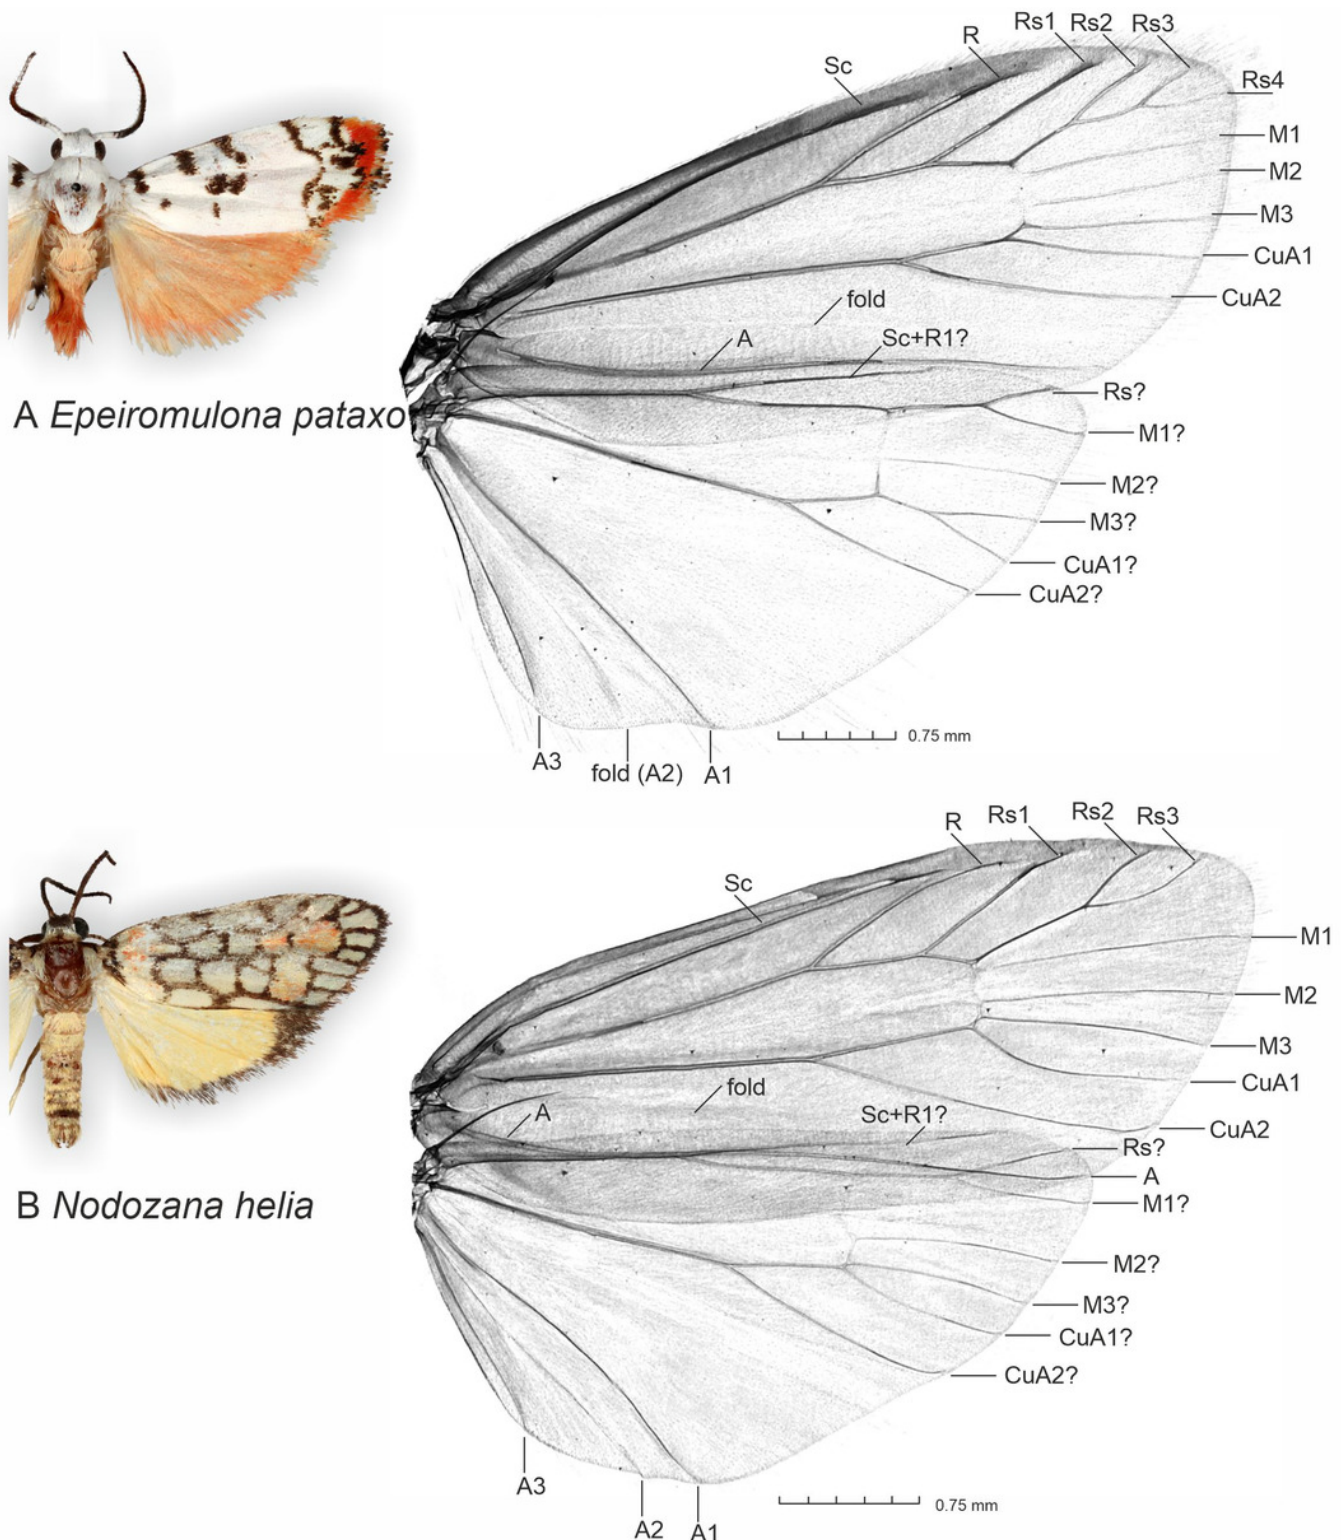 Sc
R
Rs1
Rs2
Rs3
Rs4
M1
M2
M3
CuA1
CuA2
fold
A
Sc+R1?
Rs?
M1?
M2?
M3?
CuA1?
CuA2?
A Epeiromulona pataxo
0.75 mm
A3
fold (A2)
A1
Sc
R
Rs1
Rs2
Rs3
M1
M2
M3
CuA1
CuA2
fold
A
Sc+R1?
Rs?
A
M1?
M2?
M3?
CuA1?
CuA2?
B Nodozana helia
0.75 mm
A3
A2
A1